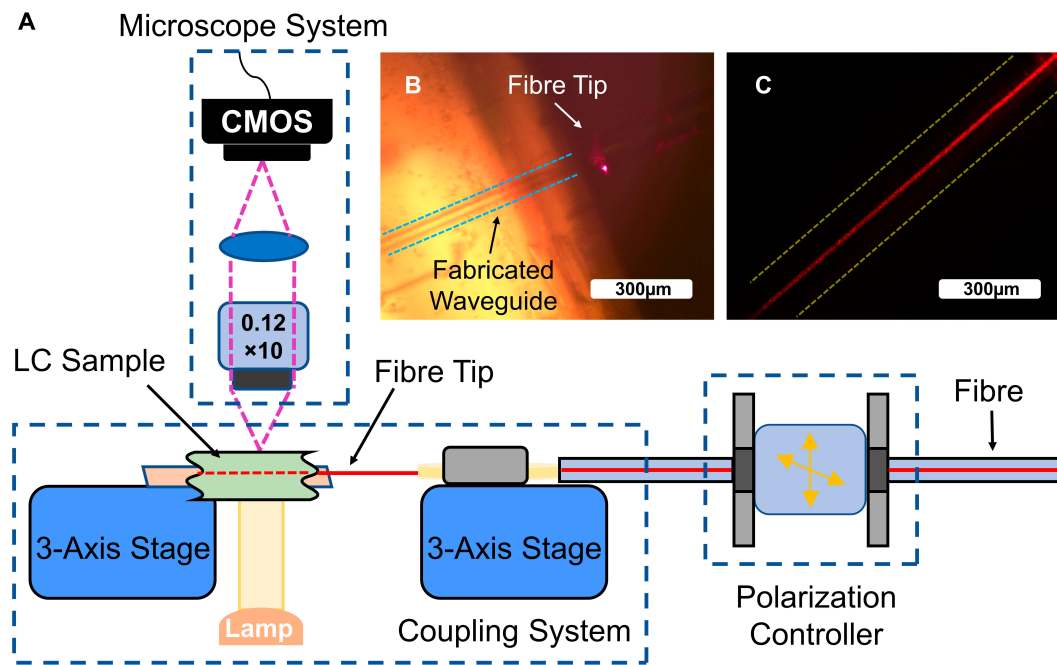 A
Microscope System
CMOS
0.12
×10
B
Fibre Tip
Fabricated
Waveguide
300μm
C
300μm
LC Sample
Fibre Tip
Fibre
3-Axis Stage
3-Axis Stage
Lamp
Coupling System
Polarization
Controller